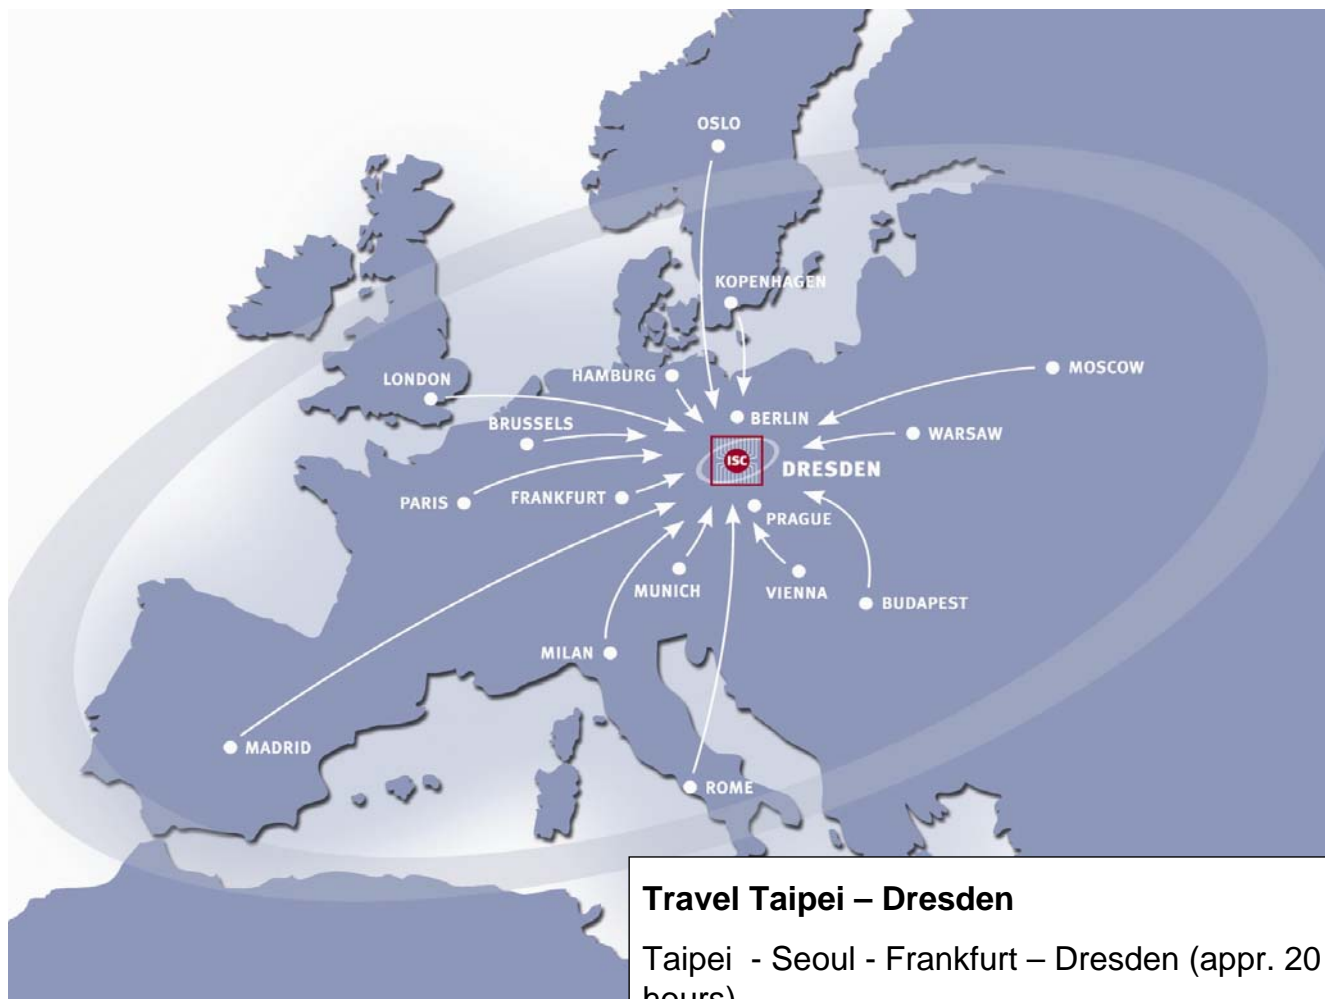 OSLO
KOPENHAGEN
HAMBURG
MOSCOW
LONDON
BERLIN
BRUSSELS
WARSAW
ISC
DRESDEN
PARIS
FRANKFURT
PRAGUE
MUNICH
VIENNA
BUDAPEST
MILAN
MADRID
ROME
Travel Taipei – Dresden
Taipei - Seoul - Frankfurt – Dresden (appr. 20
hours)